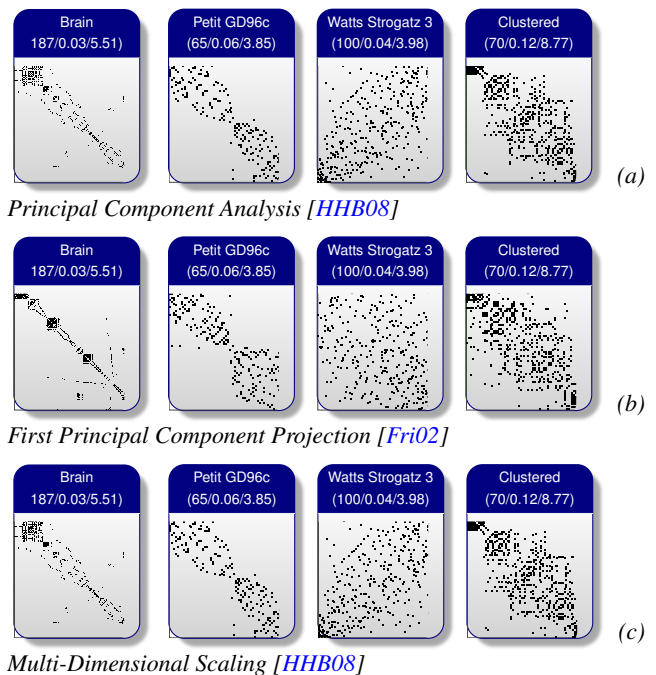 Brain Petit GD96c Watts Strogatz 3 Clustered
187/0.03/5.51) (65/0.06/3.85) (100/0.04/3.98) (70/0.12/8.77)
(a)
Principal Component Analysis [HHB08]
Brain Petit GD96c Watts Strogatz 3 Clustered
187/0.03/5.51) (65/0.06/3.85) (100/0.04/3.98) (70/0.12/8.77)
(b)
First Principal Component Projection [Fri02]
Brain Petit GD96c Watts Strogatz 3 Clustered
187/0.03/5.51) (65/0.06/3.85) (100/0.04/3.98) (70/0.12/8.77)
(c)
Multi-Dimensional Scaling [HHB08]